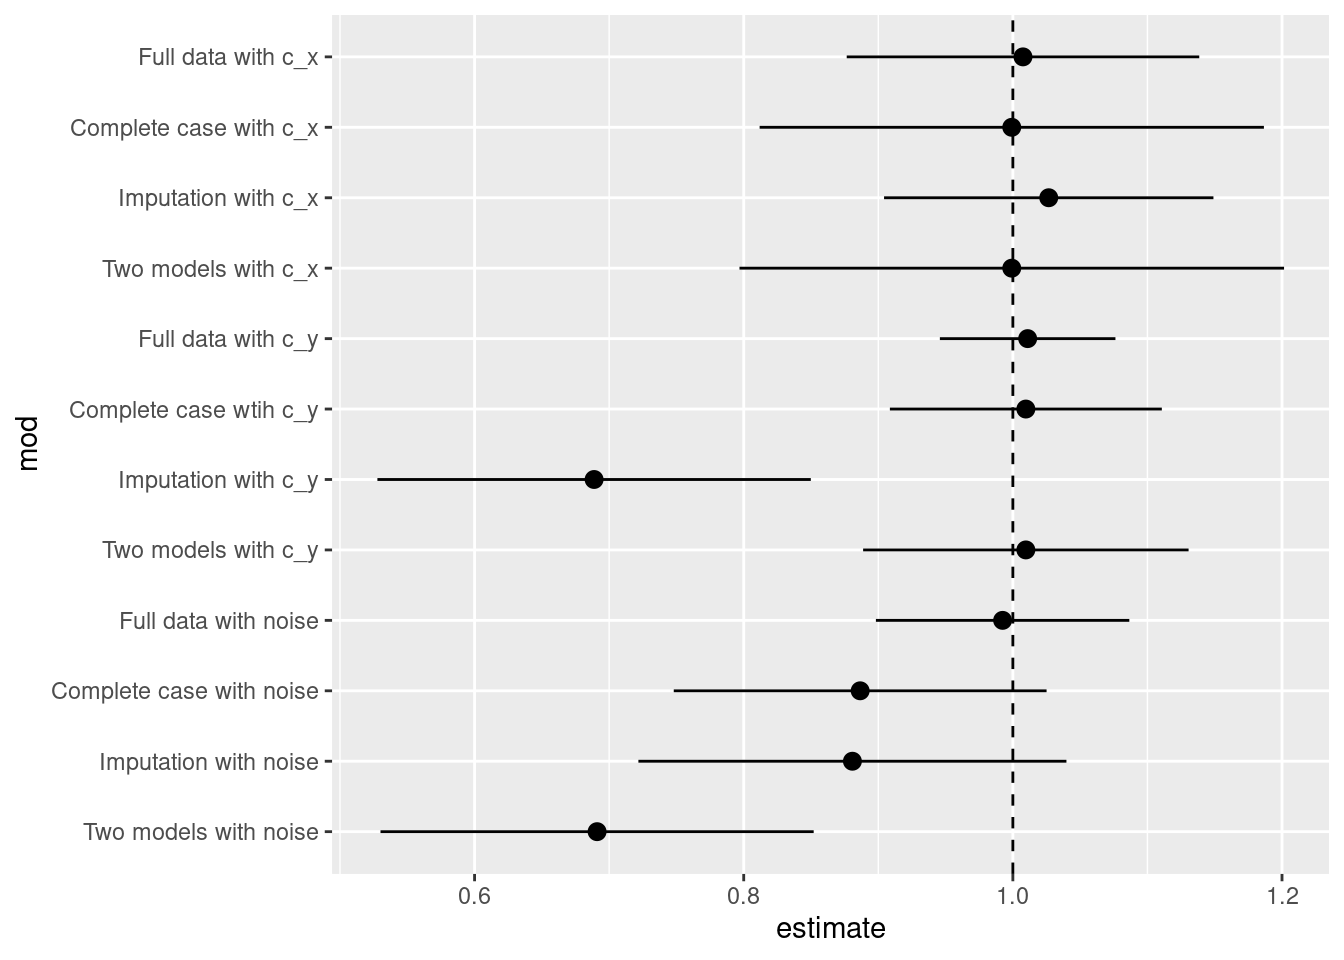 Full data with c_x
Complete case with c_x
Imputation with c_x
Two models with c_x
Full data with c_y
Complete case wtih c_y
Imputation with c_y
Two models with c_y
Full data with noise
Complete case with noise
Imputation with noise
Two models with noise
mod
0.6 0.8 1.0 1.2
estimate